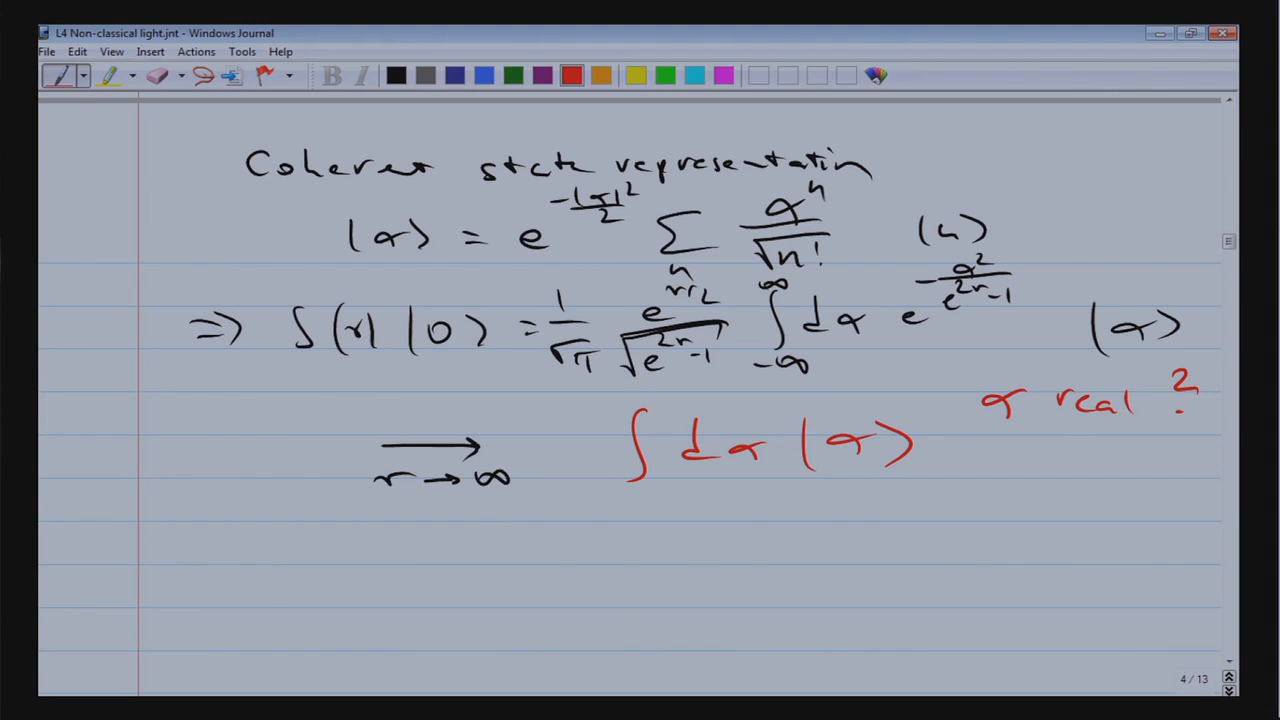 L4 Non-classical light.jnt - Windows Journal
File Edit View Insert Actions Tools Help
B I
Coherent state representation
|α⟩ = e^{-|α|²/2} Σ_n αⁿ/√n! |n⟩
⇒ S(r) |0⟩ = 1/√π e^{r/2}/√(e^{2r}-1) ∫_{-∞}^{∞} dα e^{-α²/(e^{2r}-1)} |α⟩
α real ?
⟶ r → ∞ ∫ dα |α⟩
4 / 13